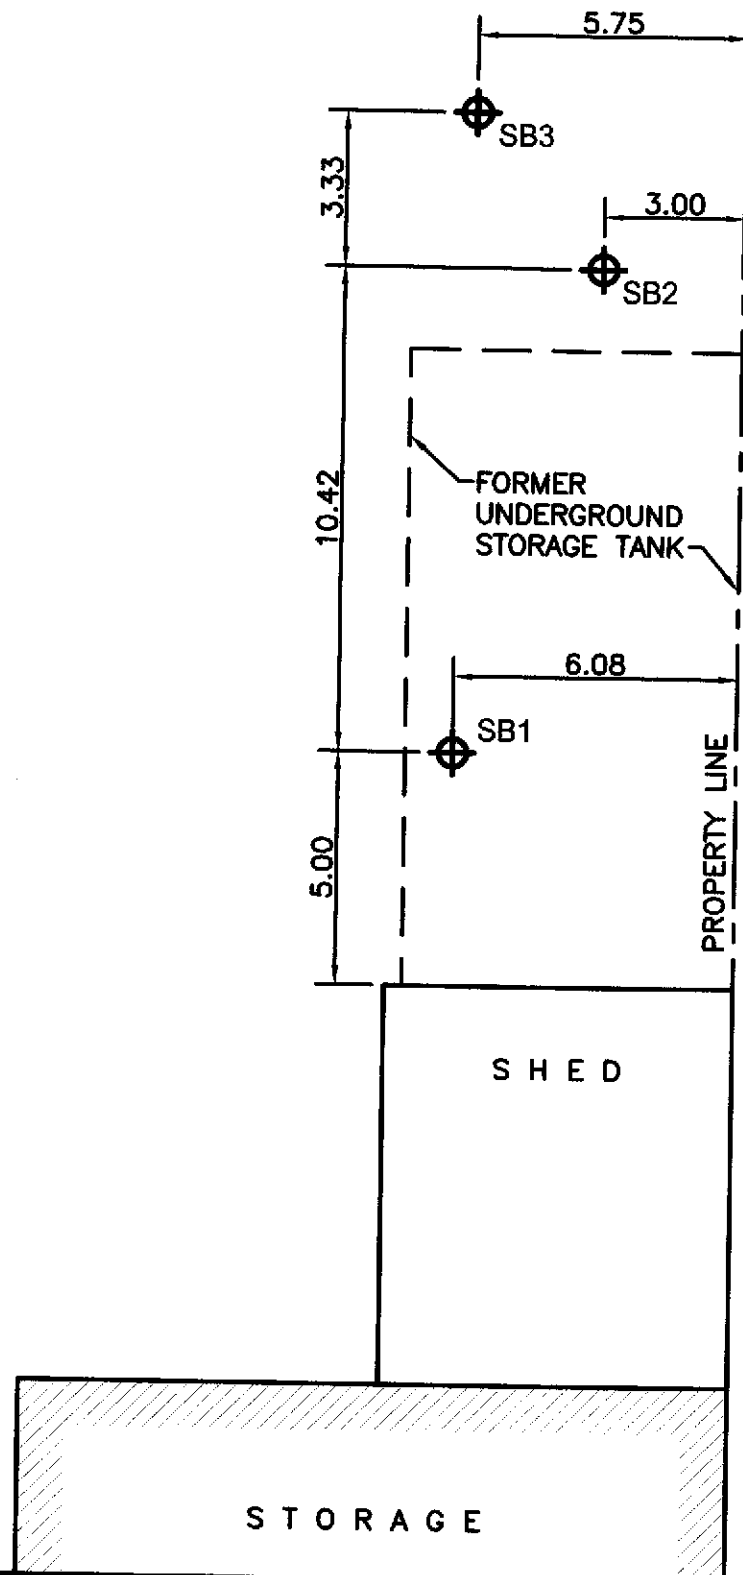 5.75
SB3
3.33
3.00
SB2
10.42
FORMER
UNDERGROUND
STORAGE TANK
6.08
SB1
PROPERTY LINE
5.00
SHED
STORAGE